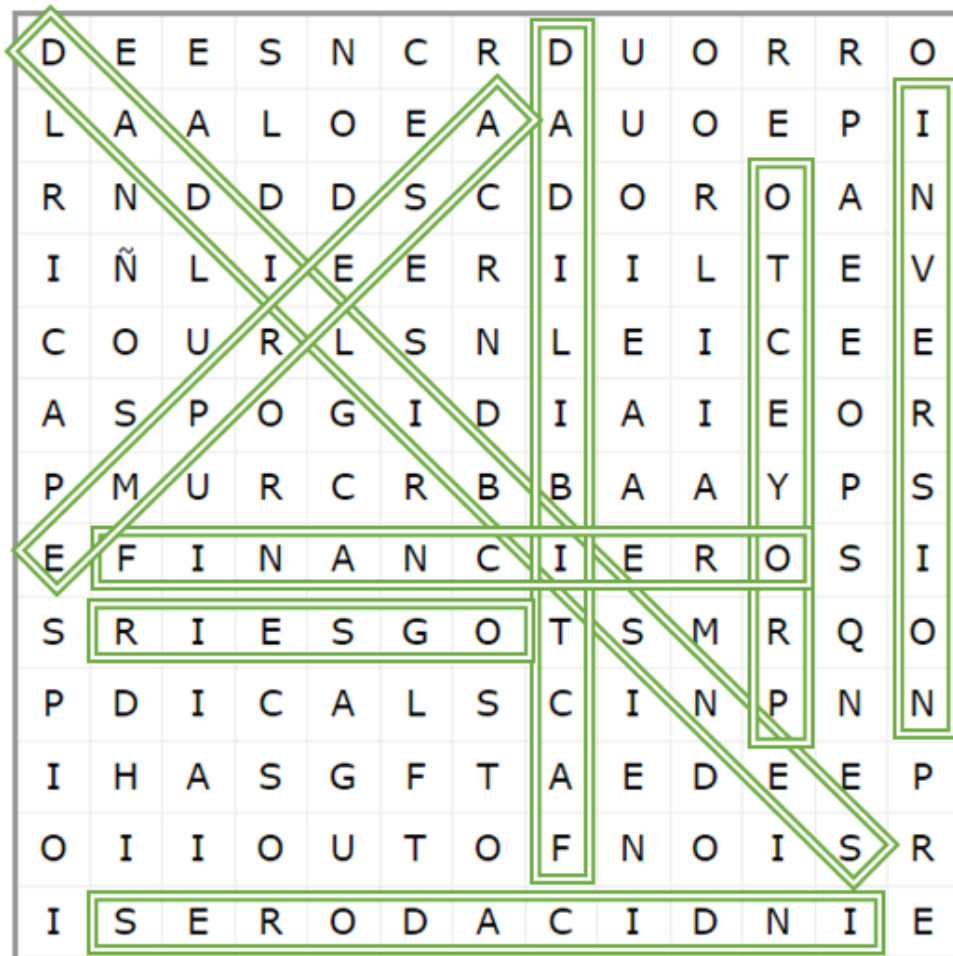 D E E S N C R D U O R R O
L A A L O E A A U O E P I
R N D D D S C D O R O A N
I Ñ L I E E R I I L T E V
C O U R L S N L E I C E E
A S P O G I D I A I E O R
P M U R C R B B A A Y P S
E F I N A N C I E R O S I
S R I E S G O T S M R Q O
P D I C A L S C I N P N N
I H A S G F T A E D E E P
O I I O U T O F N O I S R
I S E R O D A C I D N I E